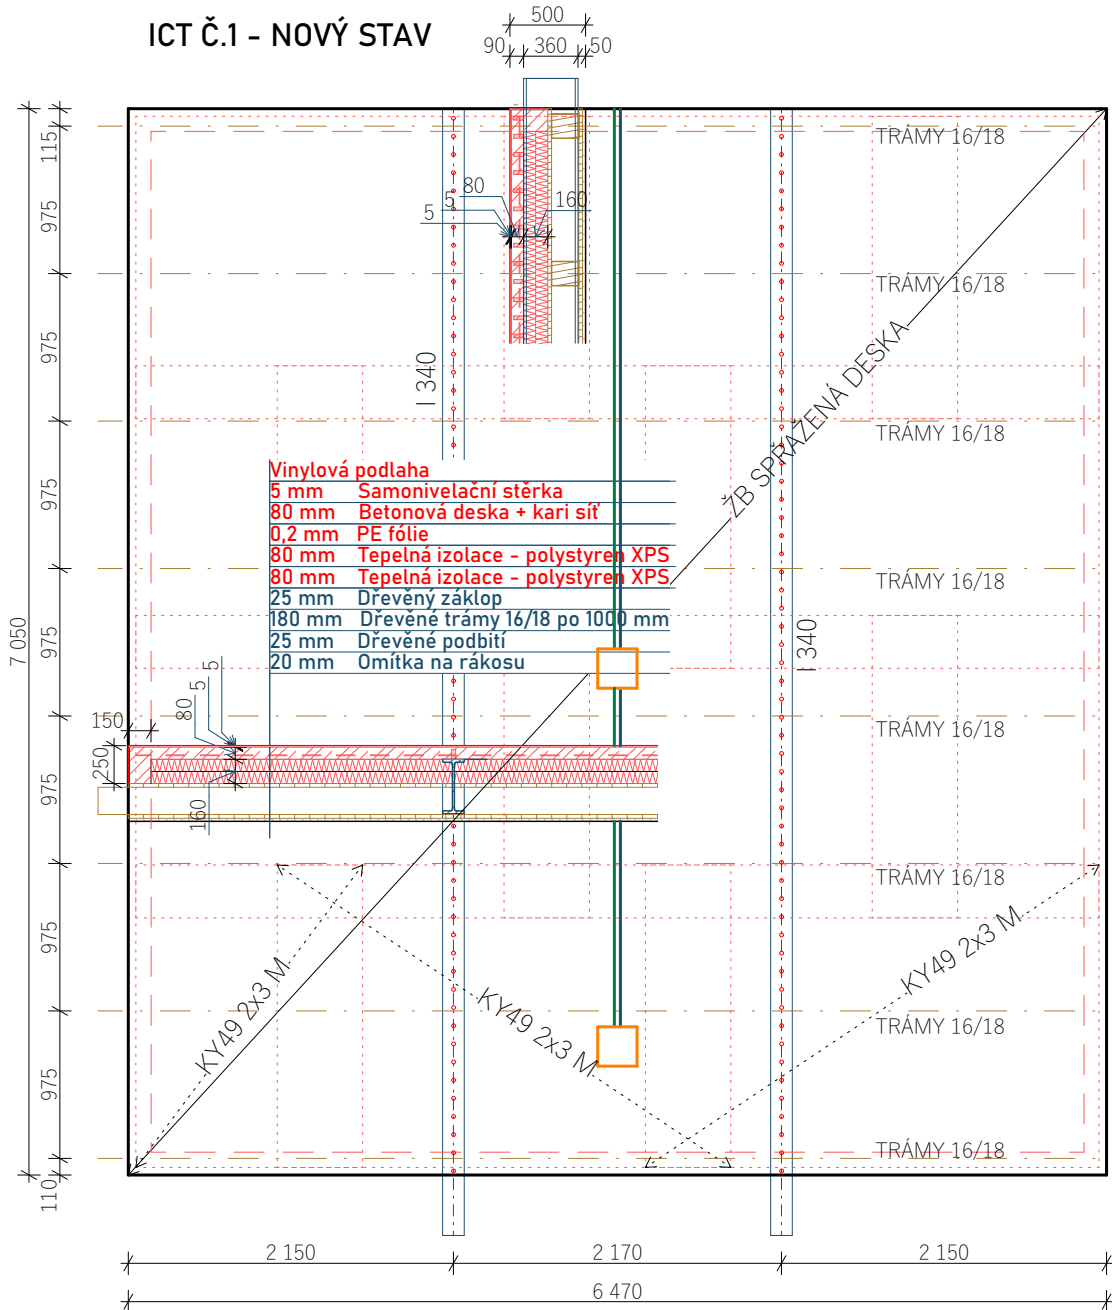 ICT Č.1 - NOVÝ STAV
500
90 360 50
115
TRÁMY 16/18
80
5
5
160
975
TRÁMY 16/18
975
I 340
ŽB SPŘAŽENÁ DESKA
TRÁMY 16/18
Vinylová podlaha
5 mm Samonivelační stěrka
80 mm Betonová deska + kari síť
0,2 mm PE fólie
80 mm Tepelná izolace - polystyren XPS
80 mm Tepelná izolace - polystyren XPS
25 mm Dřevěný záklop
180 mm Dřevěné trámy 16/18 po 1000 mm
25 mm Dřevěné podbití
20 mm Omítka na rákosu
975
TRÁMY 16/18
7 050
975
I 340
5
5
80
150
TRÁMY 16/18
250
975
160
TRÁMY 16/18
975
KY49 2x3 M
KY49 2x3 M
KY49 2x3 M
TRÁMY 16/18
975
TRÁMY 16/18
110
2 150 2 170 2 150
6 470